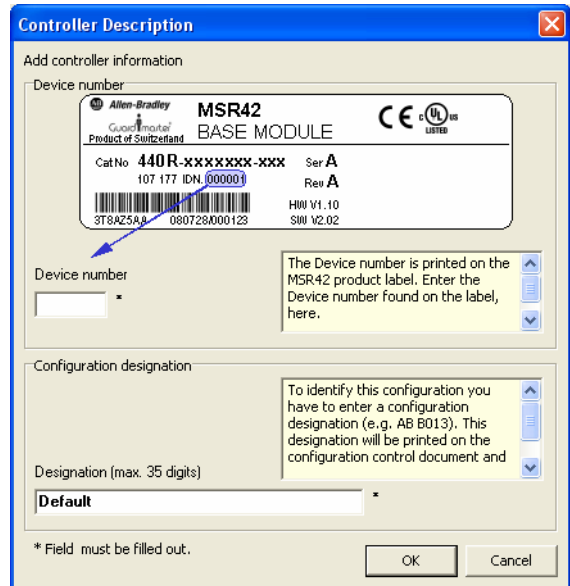 Controller Description
Add controller information
Device number
Allen-Bradley
Guardmaster
Product of Switzerland
MSR42
BASE MODULE
CE c UL us
LISTED
Cat No 440R-xxxxxxx-xxx Ser A
107 177 IDN. 000001 Rev A
HW V1.10
3T8AZ5AA 080728/000123 SW V2.02
Device number
*
The Device number is printed on the
MSR42 product label. Enter the
Device number found on the label,
here.
Configuration designation
To identify this configuration you
have to enter a configuration
designation (e.g. AB B013). This
designation will be printed on the
configuration control document and
Designation (max. 35 digits)
Default *
* Field must be filled out.
OK Cancel